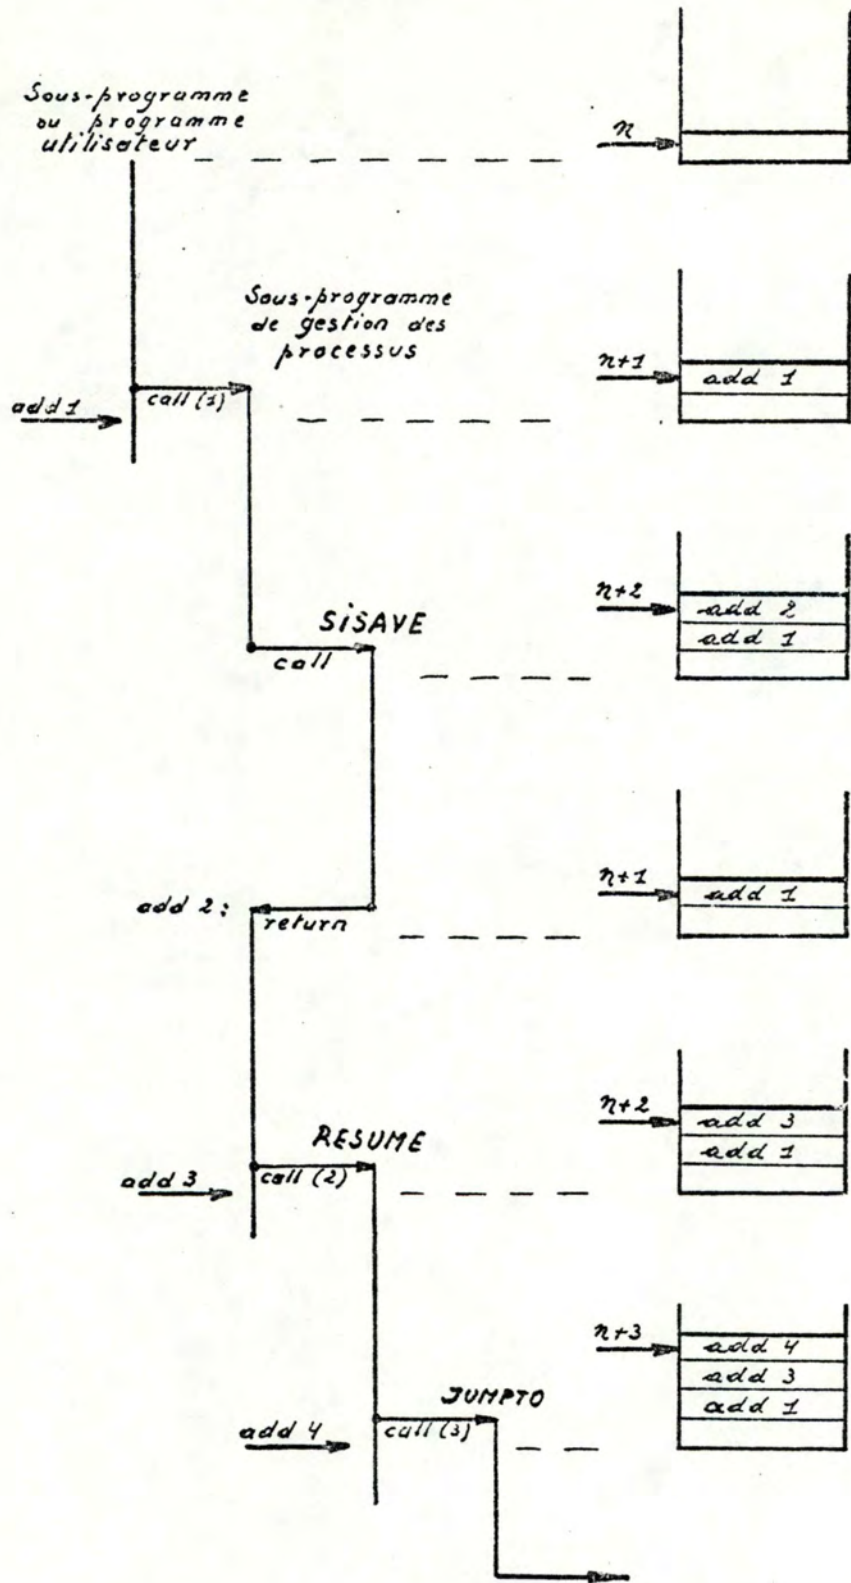 Sous-programme
ou programme
utilisateur
n
Sous-programme
de gestion des
processus
n+1
add 1
call (1)
add 1
n+2
add 2
add 1
SISAVE
call
n+1
add 1
add 2:
return
n+2
add 3
add 1
RESUME
call (2)
add 3
n+3
add 4
add 3
add 1
JUMPTO
call (3)
add 4